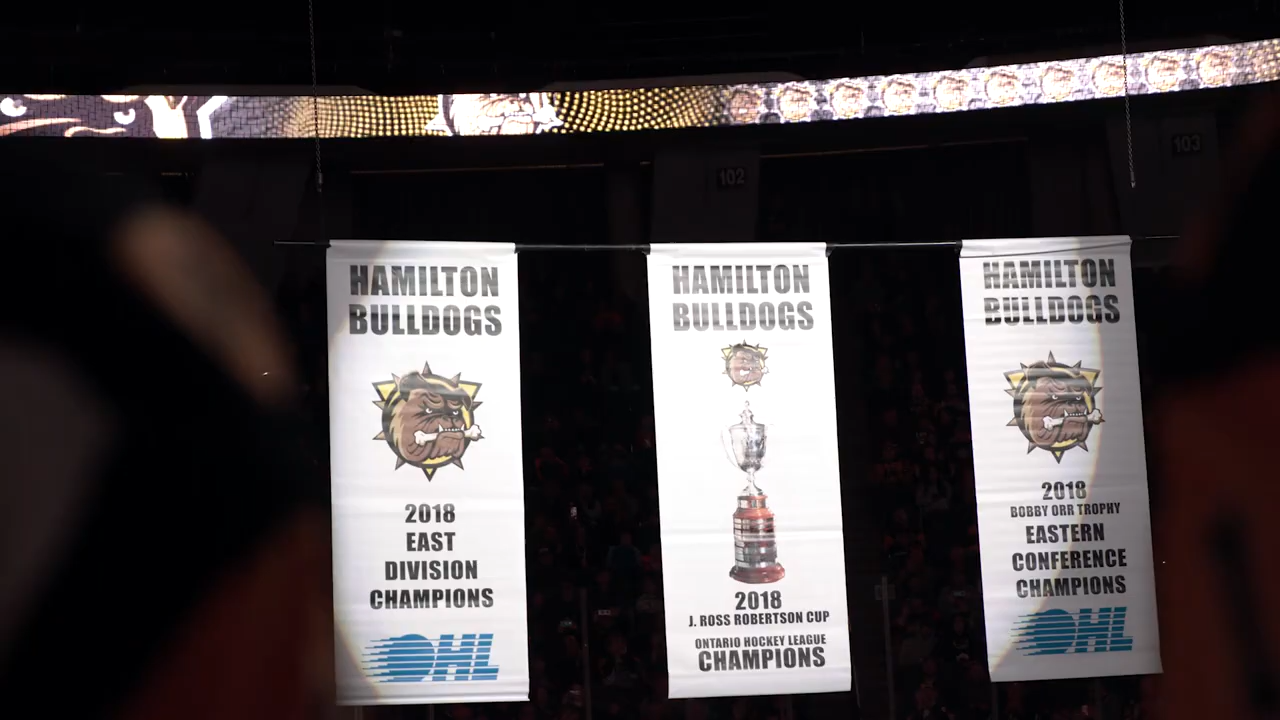 102
103
HAMILTON
BULLDOGS
2018
EAST
DIVISION
CHAMPIONS
OHL
HAMILTON
BULLDOGS
2018
J. ROSS ROBERTSON CUP
ONTARIO HOCKEY LEAGUE
CHAMPIONS
HAMILTON
BULLDOGS
2018
BOBBY ORR TROPHY
EASTERN
CONFERENCE
CHAMPIONS
OHL